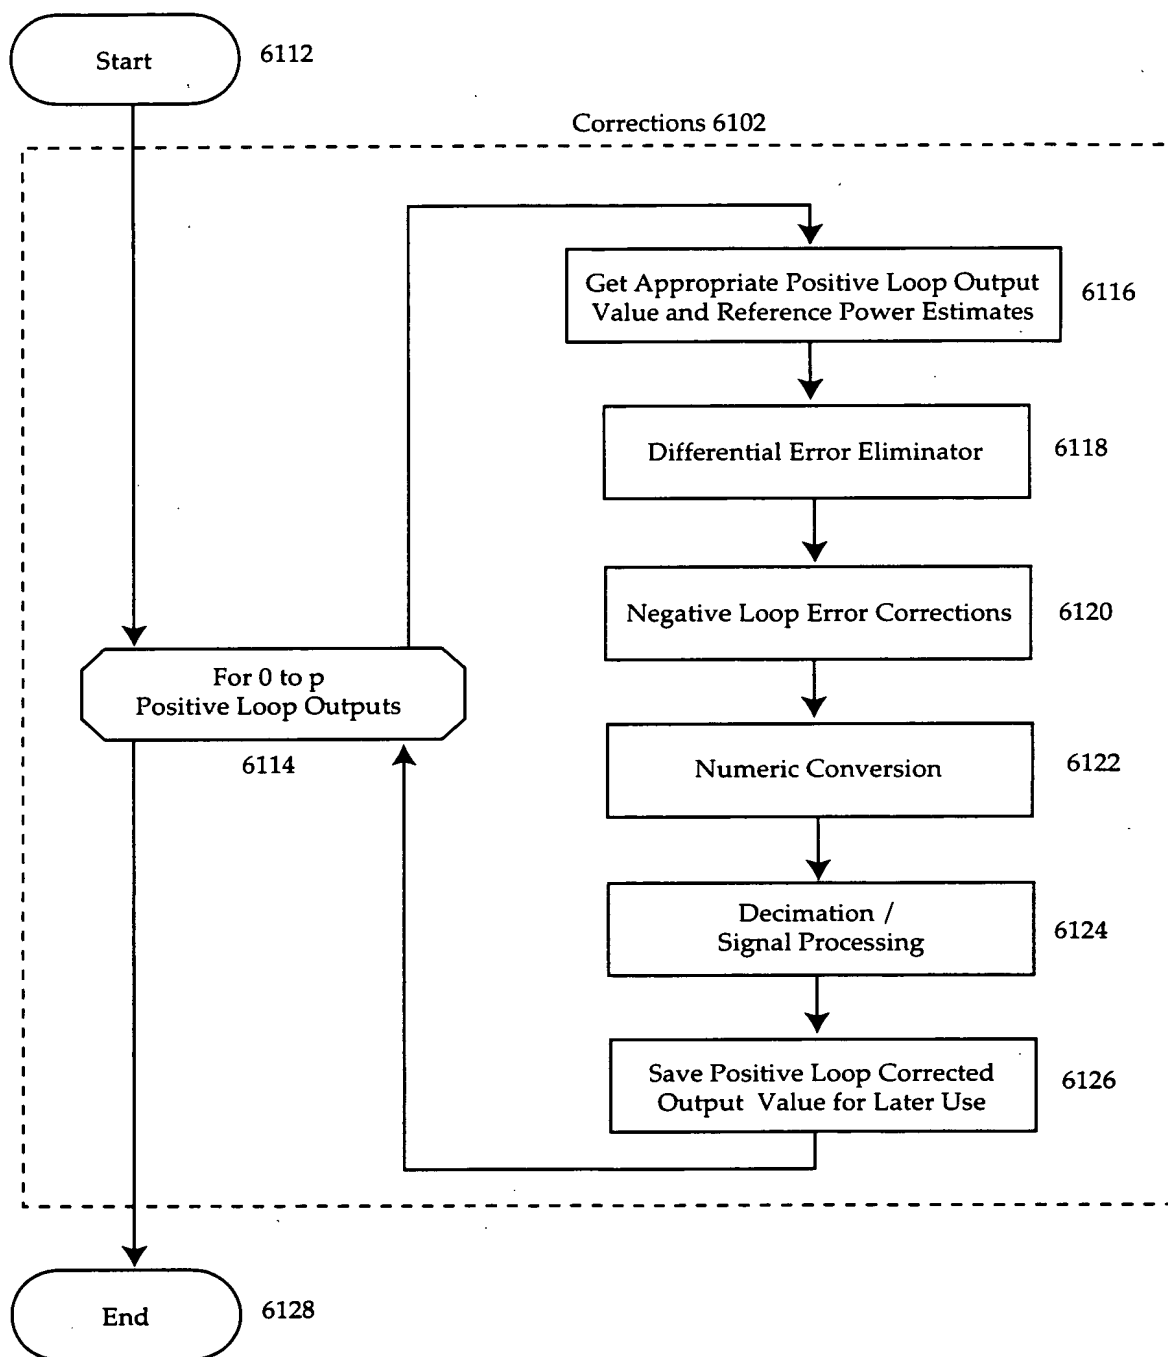 Start
6112
Corrections 6102
Get Appropriate Positive Loop Output
Value and Reference Power Estimates
6116
Differential Error Eliminator
6118
Negative Loop Error Corrections
6120
For 0 to p
Positive Loop Outputs
6114
Numeric Conversion
6122
Decimation /
Signal Processing
6124
Save Positive Loop Corrected
Output Value for Later Use
6126
End
6128